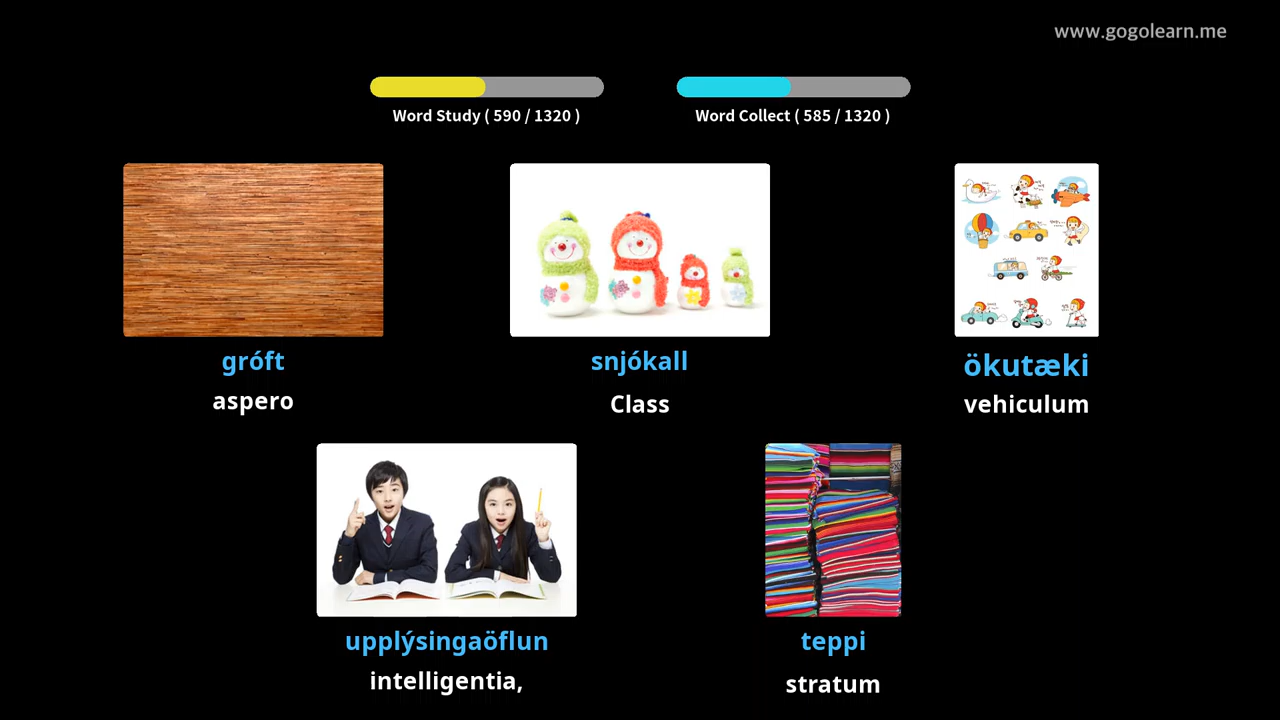 www.gogolearn.me
Word Study ( 590 / 1320 )
Word Collect ( 585 / 1320 )
gróft
aspero
snjókall
Class
ökutæki
vehiculum
upplýsingaöflun
intelligentia,
teppi
stratum